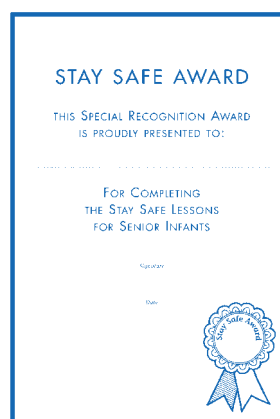 STAY SAFE AWARD
THIS SPECIAL RECOGNITION AWARD
IS PROUDLY PRESENTED TO:
FOR COMPLETING
THE STAY SAFE LESSONS
FOR SENIOR INFANTS
Signature
Date
Stay Safe Award